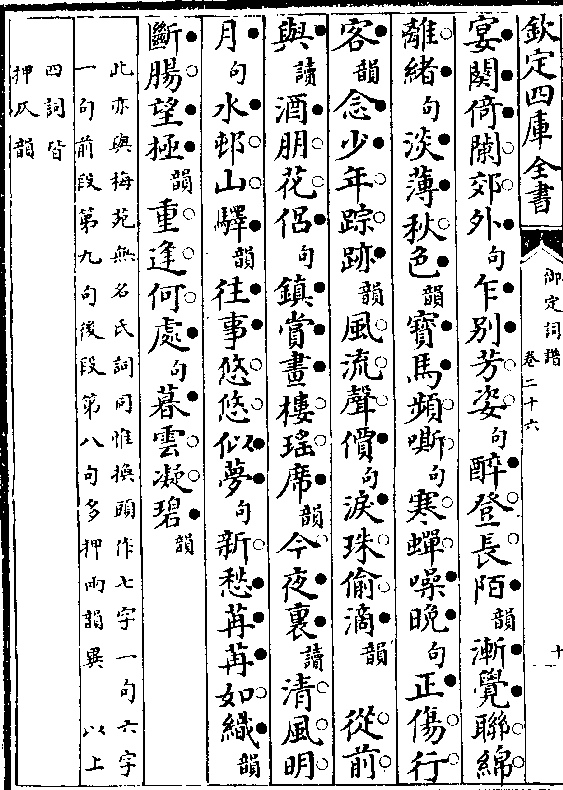 欽定四庫全書
御定詞譜
卷二十六
十一
宴闋倚闌郊外句乍別芳姿句醉登長陌韻漸覺聯綿
離緒句淡薄秋色韻寶馬頻嘶句寒蟬噪晚句正傷行
客韻念少年踪跡韻風流聲價句淚珠偷滴韻　從前
與讀酒朋花侶句鎮賞畫樓瑤席韻今夜裏讀清風明
月句水邨山驛韻往事悠悠似夢句新愁苒苒如織韻
斷腸望極韻重逢何處句暮雲凝碧韻
此亦與梅苑無名氏詞同惟換頭作七字一句六字
一句前段第九句後段第八句多押兩韻異　以上
四詞皆
押仄韻